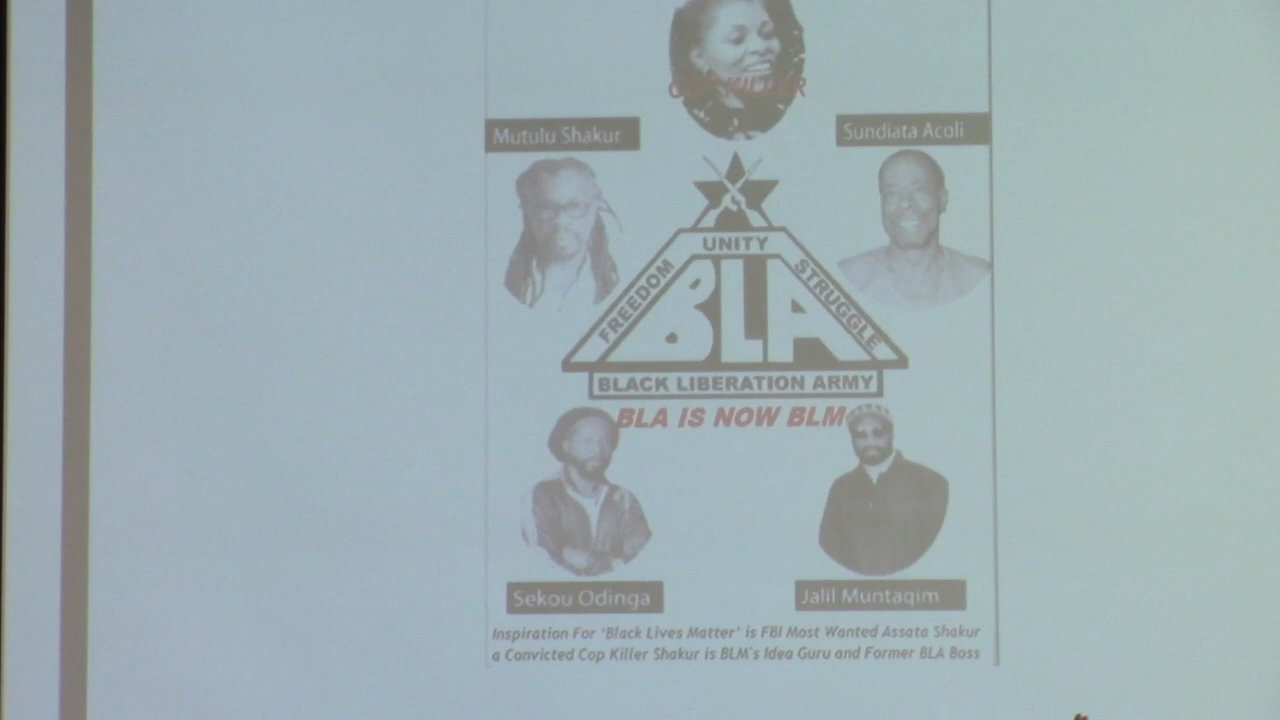 COP KILLER
Mutulu Shakur
Sundiata Acoli
UNITY
FREEDOM
STRUGGLE
BLA
BLACK LIBERATION ARMY
BLA IS NOW BLM
Sekou Odinga
Jalil Muntaqim
Inspiration For 'Black Lives Matter' is FBI Most Wanted Assata Shakur
a Convicted Cop Killer Shakur is BLM's Idea Guru and Former BLA Boss